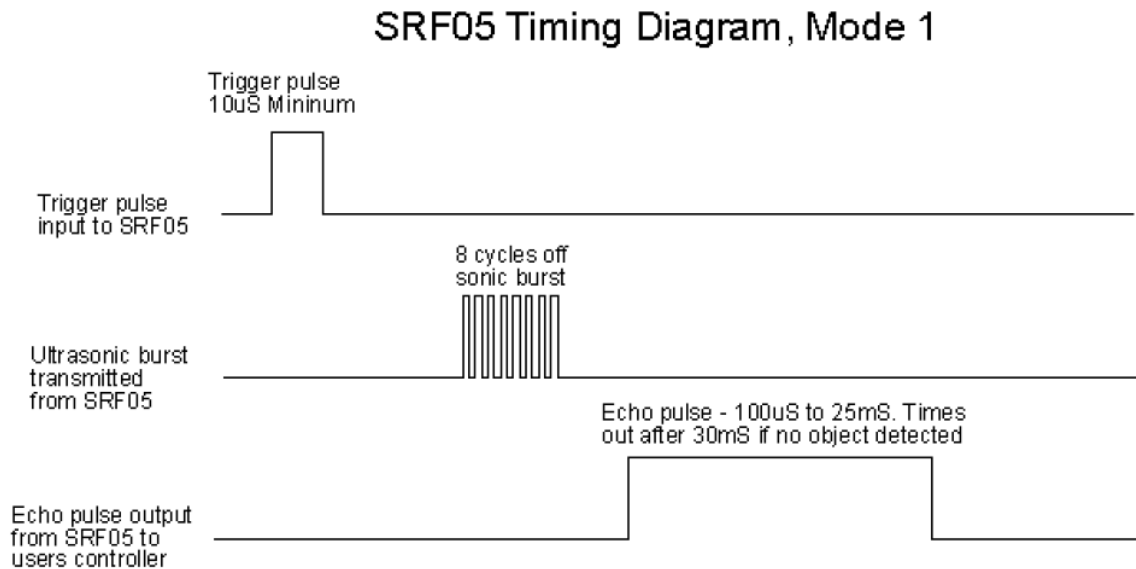 SRF05 Timing Diagram, Mode 1
Trigger pulse
10uS Mininum
Trigger pulse
input to SRF05
8 cycles off
sonic burst
Ultrasonic burst
transmitted
from SRF05
Echo pulse - 100uS to 25mS. Times
out after 30mS if no object detected
Echo pulse output
from SRF05 to
users controller